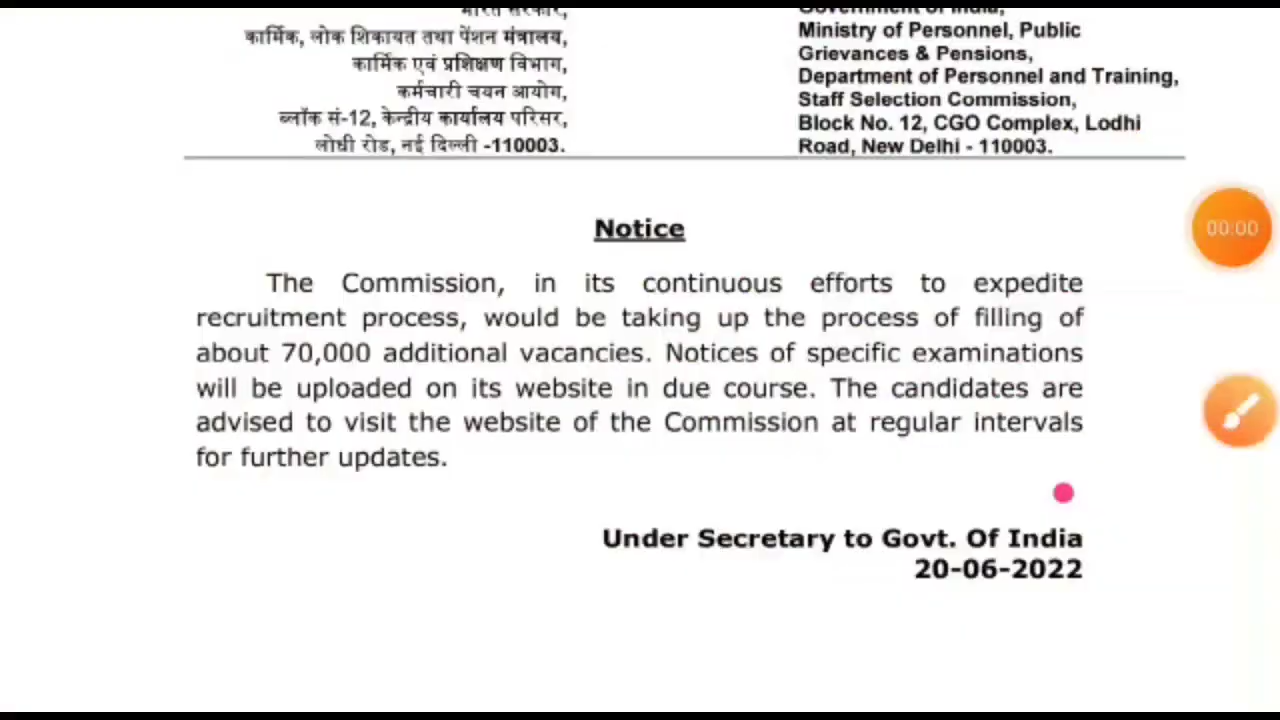 भारत सरकार,
कार्मिक, लोक शिकायत तथा पेंशन मंत्रालय,
कार्मिक एवं प्रशिक्षण विभाग,
कर्मचारी चयन आयोग,
ब्लॉक सं-12, केन्द्रीय कार्यालय परिसर,
लोधी रोड, नई दिल्ली -110003.
Government of India,
Ministry of Personnel, Public
Grievances & Pensions,
Department of Personnel and Training,
Staff Selection Commission,
Block No. 12, CGO Complex, Lodhi
Road, New Delhi - 110003.
Notice
00:00
The Commission, in its continuous efforts to expedite
recruitment process, would be taking up the process of filling of
about 70,000 additional vacancies. Notices of specific examinations
will be uploaded on its website in due course. The candidates are
advised to visit the website of the Commission at regular intervals
for further updates.
Under Secretary to Govt. Of India
20-06-2022